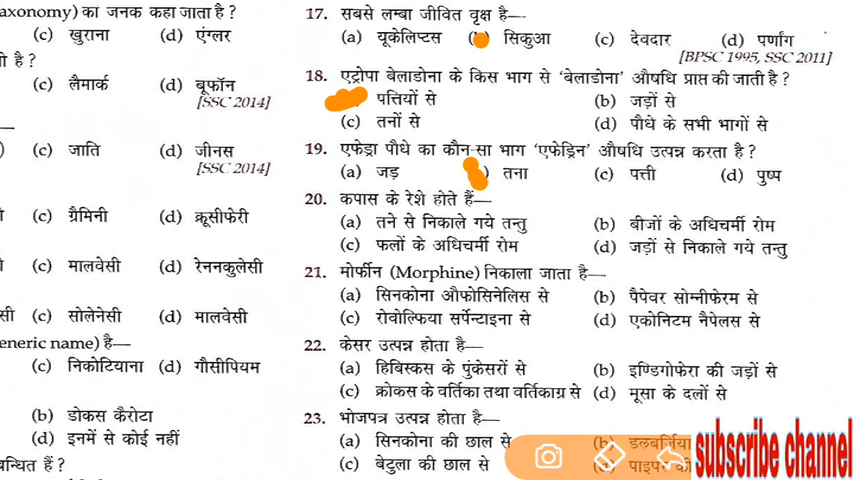 axonomy) का जनक कहा जाता है ?
(c) खुराना (d) एंग्लर
ी है ?
(c) लैमार्क (d) बूफॉन
[SSC 2014]
(c) जाति (d) जीनस
[SSC 2014]
(c) ग्रैमिनी (d) क्रूसीफेरी
(c) मालवेसी (d) रेननकुलेसी
सी (c) सोलेनेसी (d) मालवेसी
eneric name) है—
(c) निकोटियाना (d) गौसीपियम
(b) डोकस कैरोटा
(d) इनमें से कोई नहीं
बन्धित हैं ?
17. सबसे लम्बा जीवित वृक्ष है—
(a) यूकेलिप्टस सिकुआ (c) देवदार (d) पर्णांग
[BPSC 1995, SSC 2011]
18. एट्रोपा बेलाडोना के किस भाग से ‘बेलाडोना’ औषधि प्राप्त की जाती है ?
पत्तियों से (b) जड़ों से
(c) तनों से (d) पौधे के सभी भागों से
19. एफेड्रा पौधे का कौन-सा भाग ‘एफेड्रिन’ औषधि उत्पन्न करता है ?
(a) जड़ ) तना (c) पत्ती (d) पुष्प
20. कपास के रेशे होते हैं—
(a) तने से निकाले गये तन्तु (b) बीजों के अधिचर्मी रोम
(c) फलों के अधिचर्मी रोम (d) जड़ों से निकाले गये तन्तु
21. मोर्फीन (Morphine) निकाला जाता है—
(a) सिनकोना औफोसिनेलिस से (b) पैपेवर सोम्नीफेरम से
(c) रोवोल्फिया सर्पेन्टाइना से (d) एकोनिटम नैपेलस से
22. केसर उत्पन्न होता है—
(a) हिबिस्कस के पुंकेसरों से (b) इण्डिगोफेरा की जड़ों से
(c) क्रोकस के वर्तिका तथा वर्तिकाग्र से (d) मूसा के दलों से
23. भोजपत्र उत्पन्न होता है—
(a) सिनकोना की छाल से (b) डलबर्जिया
(c) बेटुला की छाल से पाइपर की
subscribe channel